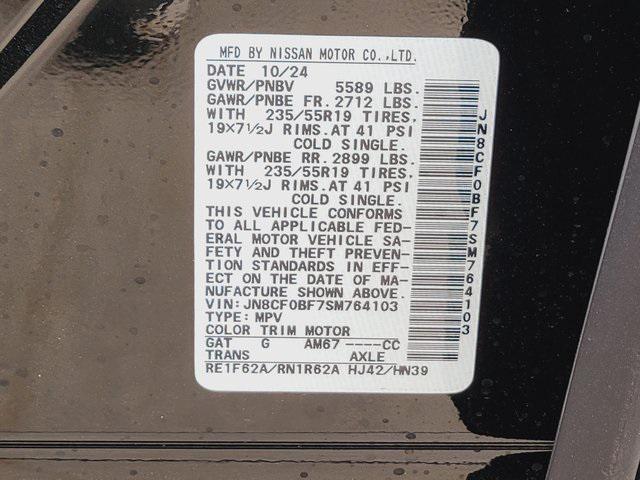 MFD BY NISSAN MOTOR CO.,LTD.
DATE 10/24
GVWR/PNBV 5589 LBS.
GAWR/PNBE FR. 2712 LBS.
WITH 235/55R19 TIRES.
19×7½J RIMS. AT 41 PSI
COLD SINGLE.
GAWR/PNBE RR. 2899 LBS.
WITH 235/55R19 TIRES.
19×7½J RIMS. AT 41 PSI
COLD SINGLE.
THIS VEHICLE CONFORMS
TO ALL APPLICABLE FED-
ERAL MOTOR VEHICLE SA-
FETY AND THEFT PREVEN-
TION STANDARDS IN EFF-
ECT ON THE DATE OF MA-
NUFACTURE SHOWN ABOVE.
VIN: JN8CF0BF7SM764103
TYPE: MPV
COLOR TRIM MOTOR
GAT G AM67 ----CC
TRANS AXLE
RE1F62A/RN1R62A HJ42/HN39
JN8CF0BF7SM764103